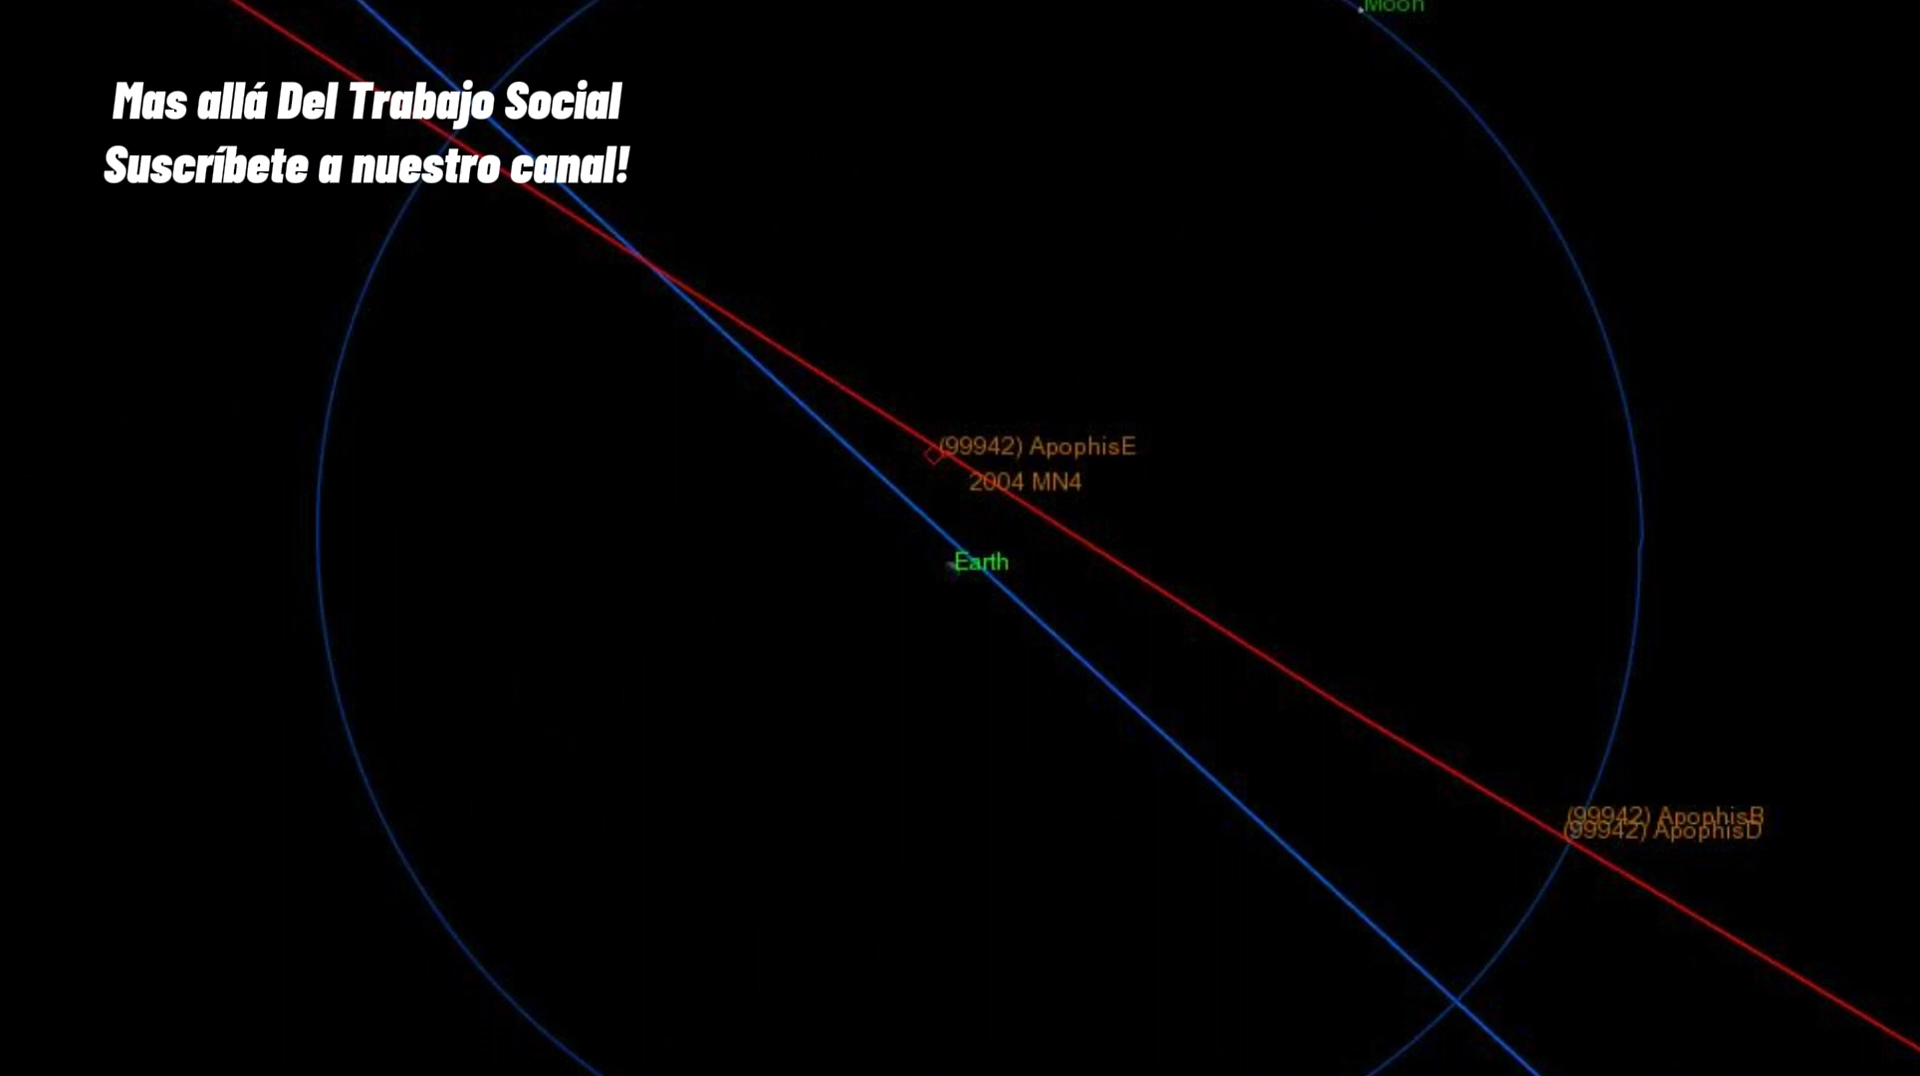 Moon
Mas allá Del Trabajo Social
Suscríbete a nuestro canal!
(99942) ApophisE
2004 MN4
Earth
(99942) ApophisB
(99942) ApophisD